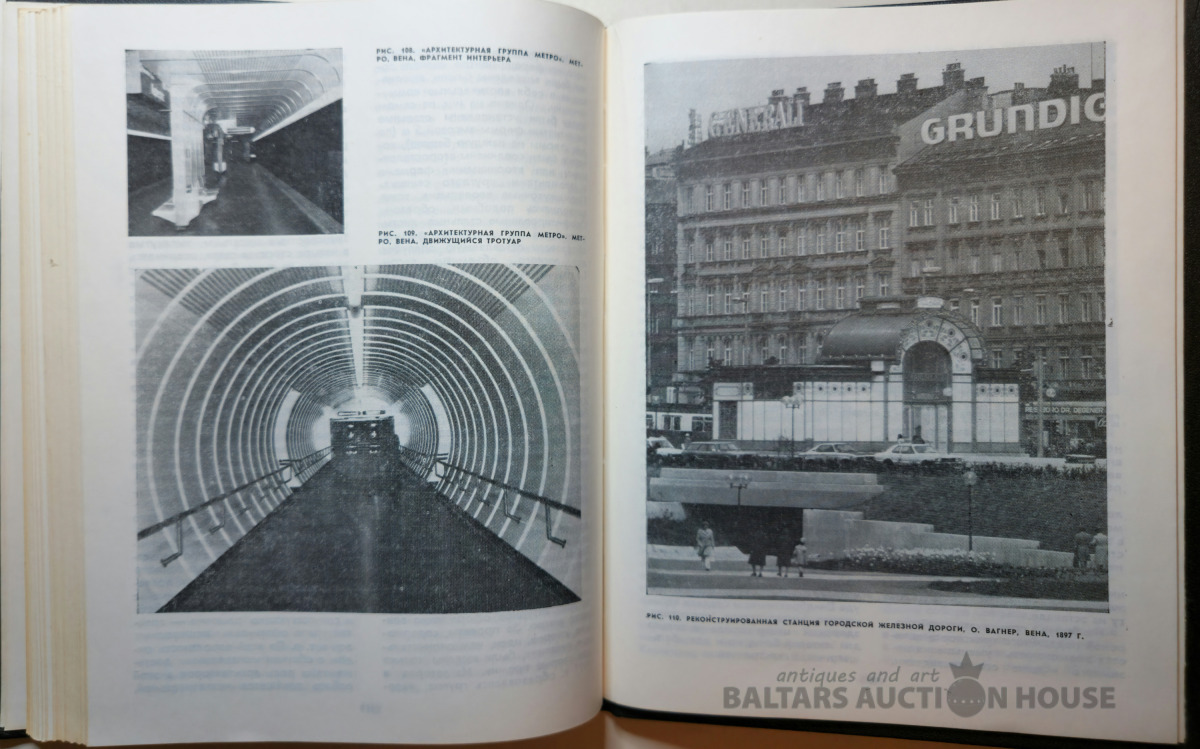 РИС. 108. «АРХИТЕКТУРНАЯ ГРУППА МЕТРО». МЕТ-
РО, ВЕНА, ФРАГМЕНТ ИНТЕРЬЕРА
РИС. 109. «АРХИТЕКТУРНАЯ ГРУППА МЕТРО». МЕТ-
РО, ВЕНА, ДВИЖУЩИЙСЯ ТРОТУАР
GENERALI
GRUNDIG
РИС. 110. РЕКОНСТРУИРОВАННАЯ СТАНЦИЯ ГОРОДСКОЙ ЖЕЛЕЗНОЙ ДОРОГИ, О. ВАГНЕР, ВЕНА, 1897 Г.
antiques and art
BALTARS AUCTION HOUSE